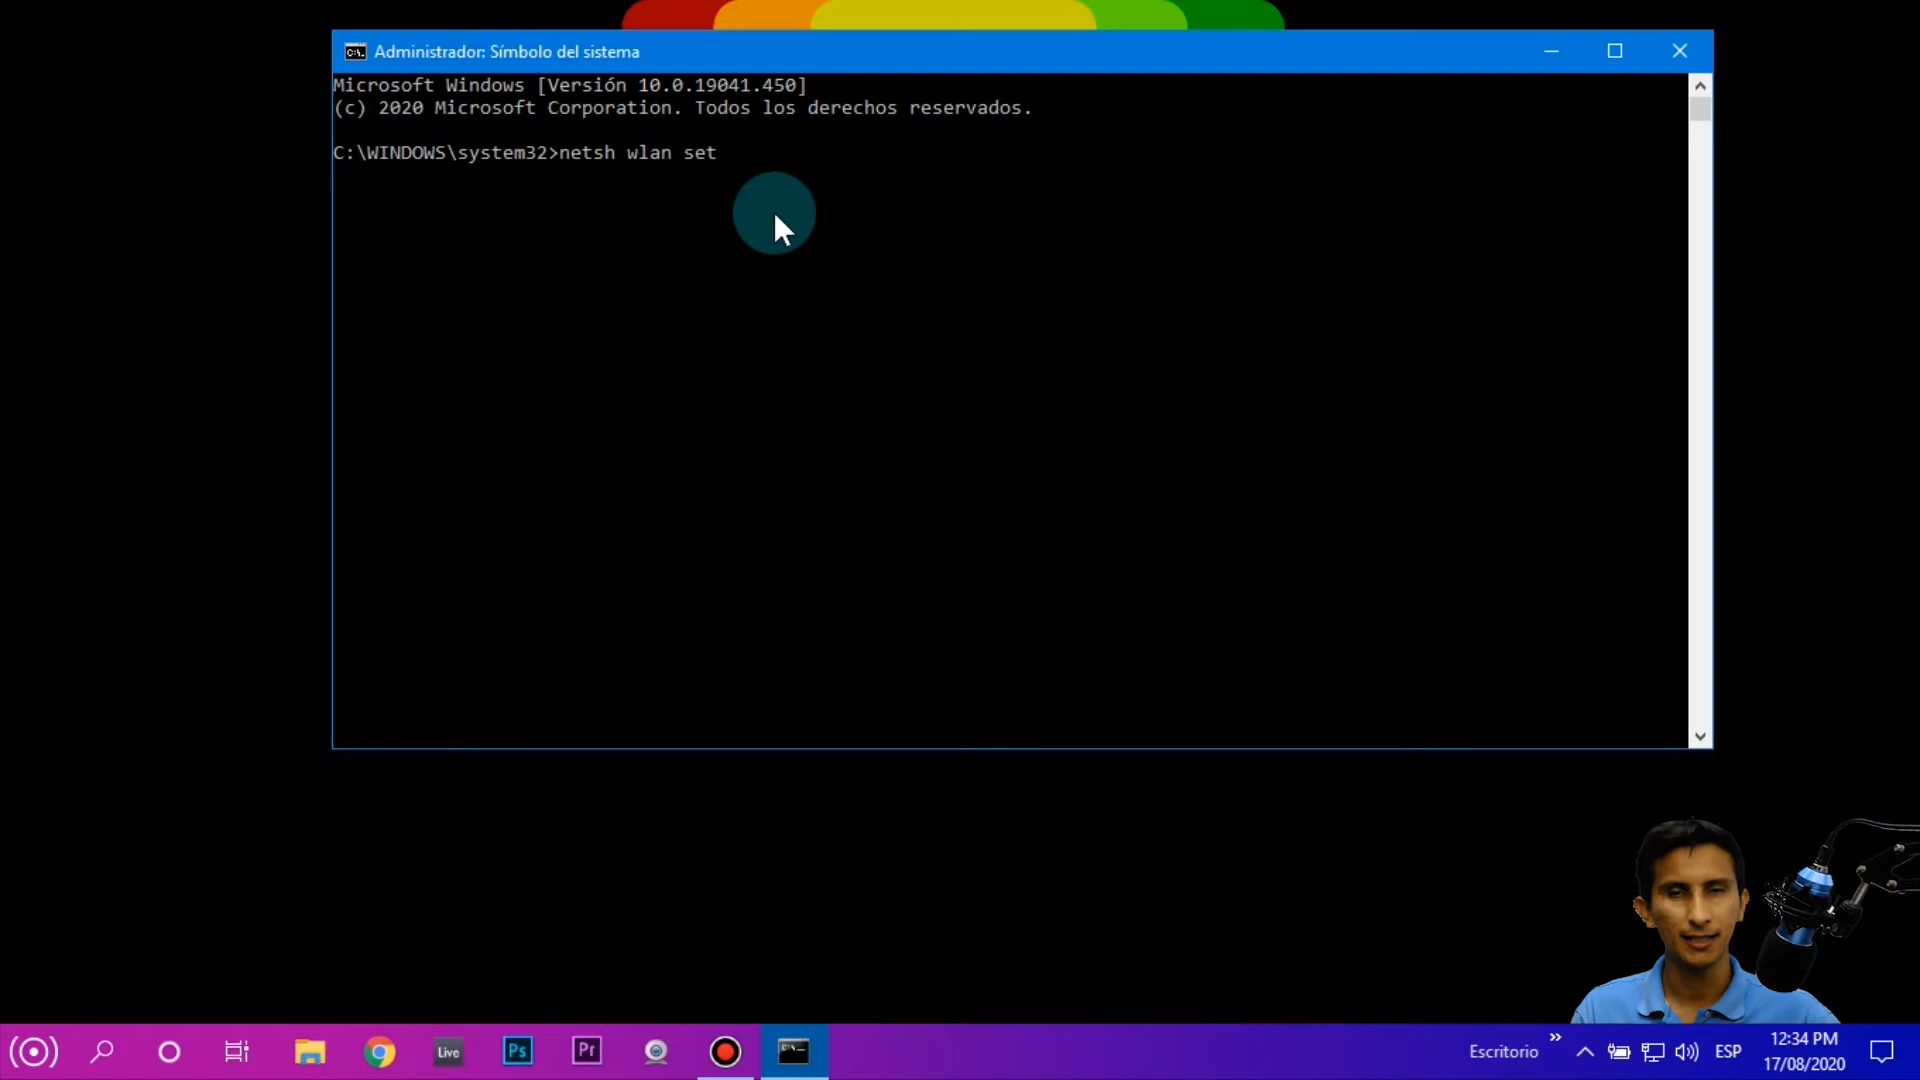 Administrador: Símbolo del sistema
Microsoft Windows [Versión 10.0.19041.450]
(c) 2020 Microsoft Corporation. Todos los derechos reservados.
C:\WINDOWS\system32>netsh wlan set
Live
Ps
Pr
Escritorio
ESP
12:34 PM
17/08/2020